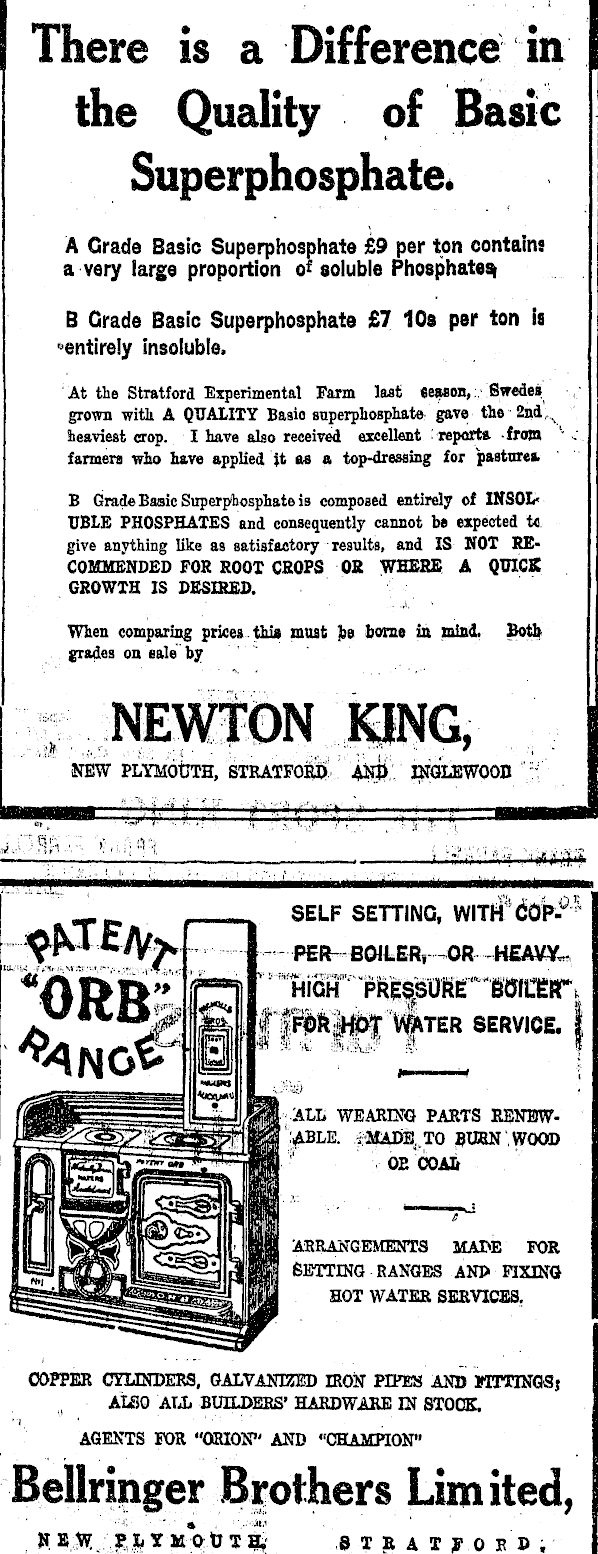 There is a Difference in
the Quality of Basic
Superphosphate.
A Grade Basic Superphosphate £9 per ton contains
a very large proportion of soluble Phosphates,
B Grade Basic Superphosphate £7 10s per ton is
entirely insoluble.
At the Stratford Experimental Farm last season, Swedes
grown with A QUALITY Basic superphosphate gave the 2nd
heaviest crop. I have also received excellent reports from
farmers who have applied it as a top-dressing for pastures.
B Grade Basic Superphosphate is composed entirely of INSOL-
UBLE PHOSPHATES and consequently cannot be expected to
give anything like as satisfactory results, and IS NOT RE-
COMMENDED FOR ROOT CROPS OR WHERE A QUICK
GROWTH IS DESIRED.
When comparing prices this must be borne in mind. Both
grades on sale by
NEWTON KING,
NEW PLYMOUTH, STRATFORD AND INGLEWOOD
PATENT
"ORB"
RANGE
SELF SETTING, WITH COP-
PER BOILER, OR HEAVY
HIGH PRESSURE BOILER
FOR HOT WATER SERVICE.
ALL WEARING PARTS RENEW-
ABLE. MADE TO BURN WOOD
OR COAL
PATENT ORB
No 1
ARRANGEMENTS MADE FOR
SETTING RANGES AND FIXING
HOT WATER SERVICES.
COPPER CYLINDERS, GALVANIZED IRON PIPES AND FITTINGS;
ALSO ALL BUILDERS' HARDWARE IN STOCK.
AGENTS FOR "ORION" AND "CHAMPION"
Bellringer Brothers Limited,
NEW PLYMOUTH, STRATFORD.